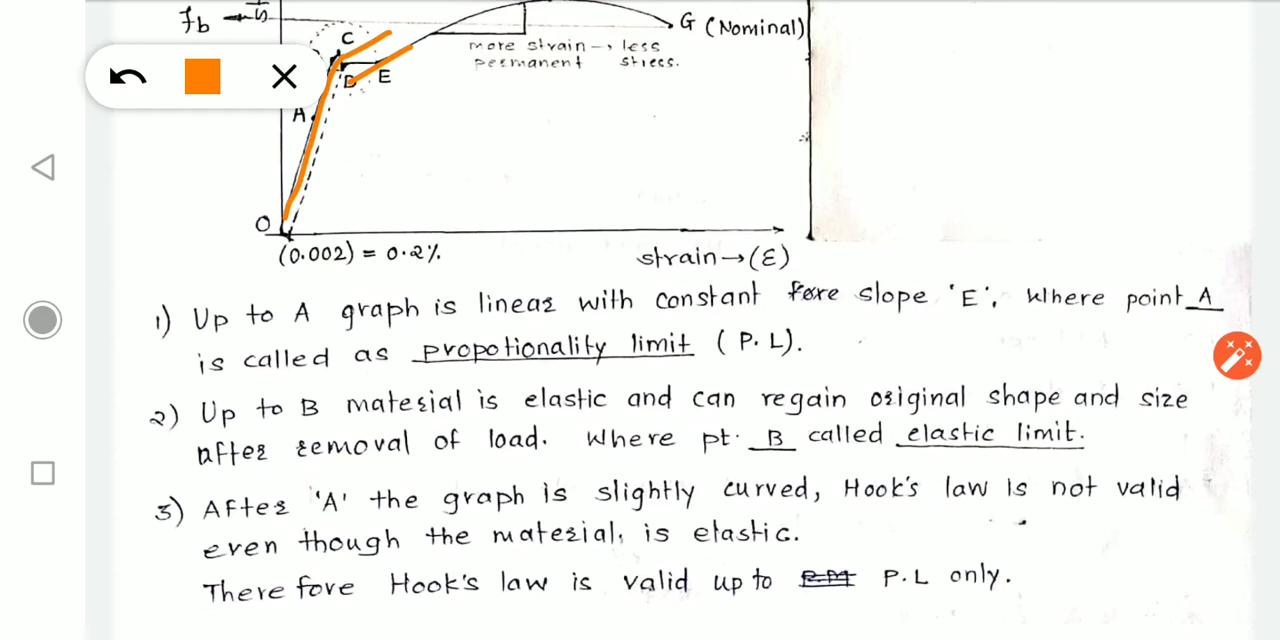 fb
C
G (Nominal)
more strain → less
permanent stress.
D E
A
O
(0.002) = 0.2%
strain → (ε)
1) Up to A graph is linear with constant fore slope 'E'. Where point A
is called as propotionality limit (P.L).
2) Up to B material is elastic and can regain original shape and size
after removal of load. Where pt. B called elastic limit.
3) After 'A' the graph is slightly curved, Hook's law is not valid
even though the material, is elastic.
There fore Hook's law is valid up to P.L only.